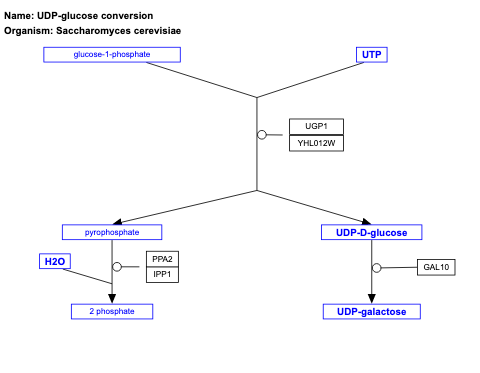 Name: UDP-glucose conversion
Organism: Saccharomyces cerevisiae
glucose-1-phosphate
UTP
UGP1
YHL012W
pyrophosphate
UDP-D-glucose
H2O
PPA2
IPP1
GAL10
2 phosphate
UDP-galactose